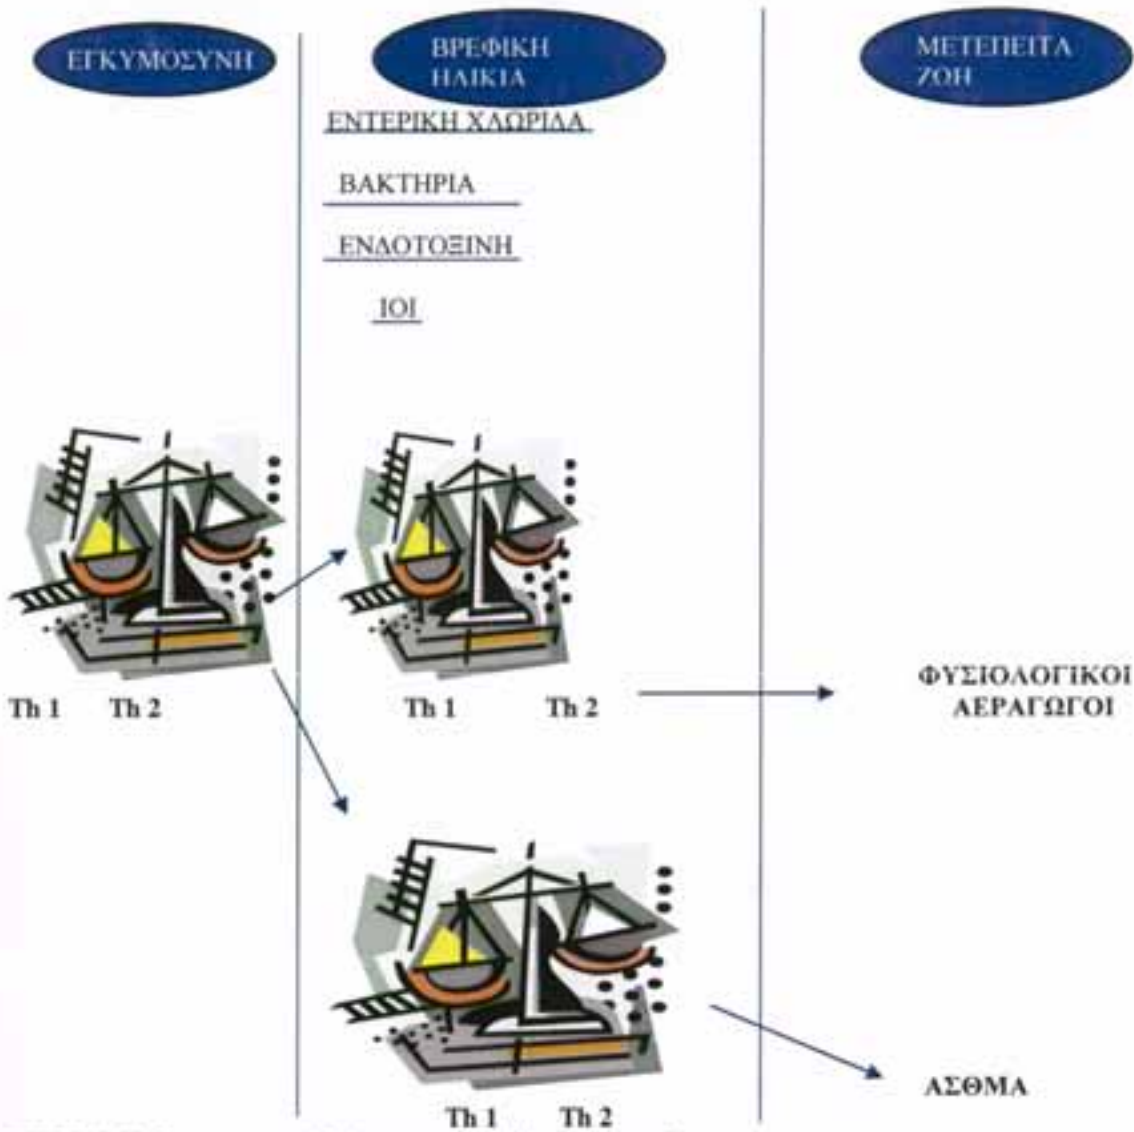 ΕΓΚΥΜΟΣΥΝΗ
ΒΡΕΦΙΚΗ
ΗΛΙΚΙΑ
ΜΕΤΕΠΕΙΤΑ
ΖΩΗ
ΕΝΤΕΡΙΚΗ ΧΛΩΡΙΔΑ
ΒΑΚΤΗΡΙΑ
ΕΝΔΟΤΟΞΙΝΗ
ΙΟΙ
Th 1 Th 2
Th 1 Th 2
ΦΥΣΙΟΛΟΓΙΚΟΙ
ΑΕΡΑΓΩΓΟΙ
Th 1 Th 2
ΑΣΘΜΑ